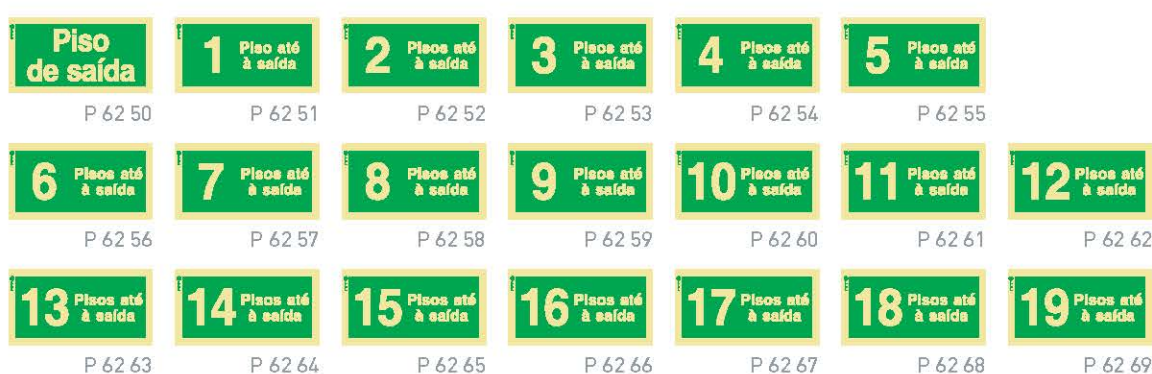 Piso
de saída
P 62 50
1 Piso até
à saída
P 62 51
2 Pisos até
à saída
P 62 52
3 Pisos até
à saída
P 62 53
4 Pisos até
à saída
P 62 54
5 Pisos até
à saída
P 62 55
6 Pisos até
à saída
P 62 56
7 Pisos até
à saída
P 62 57
8 Pisos até
à saída
P 62 58
9 Pisos até
à saída
P 62 59
10 Pisos até
à saída
P 62 60
11 Pisos até
à saída
P 62 61
12 Pisos até
à saída
P 62 62
13 Pisos até
à saída
P 62 63
14 Pisos até
à saída
P 62 64
15 Pisos até
à saída
P 62 65
16 Pisos até
à saída
P 62 66
17 Pisos até
à saída
P 62 67
18 Pisos até
à saída
P 62 68
19 Pisos até
à saída
P 62 69